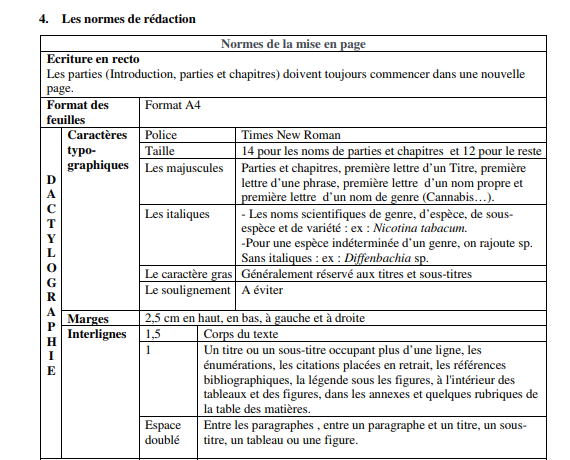 4. Les normes de rédaction
Normes de la mise en page
Ecriture en recto
Les parties (Introduction, parties et chapitres) doivent toujours commencer dans une nouvelle
page.
Format des
feuilles
Format A4
DACTYLOGRAPHIE
Caractères
typo-
graphiques
Police
Times New Roman
Taille
14 pour les noms de parties et chapitres et 12 pour le reste
Les majuscules
Parties et chapitres, première lettre d'un Titre, première
lettre d'une phrase, première lettre d'un nom propre et
première lettre d'un nom de genre (Cannabis…).
Les italiques
- Les noms scientifiques de genre, d'espèce, de sous-
espèce et de variété : ex : Nicotina tabacum.
-Pour une espèce indéterminée d'un genre, on rajoute sp.
Sans italiques : ex : Diffenbachia sp.
Le caractère gras
Généralement réservé aux titres et sous-titres
Le soulignement
A éviter
Marges
2,5 cm en haut, en bas, à gauche et à droite
Interlignes
1,5
Corps du texte
1
Un titre ou un sous-titre occupant plus d'une ligne, les
énumérations, les citations placées en retrait, les références
bibliographiques, la légende sous les figures, à l'intérieur des
tableaux et des figures, dans les annexes et quelques rubriques de
la table des matières.
Espace
doublé
Entre les paragraphes , entre un paragraphe et un titre, un sous-
titre, un tableau ou une figure.